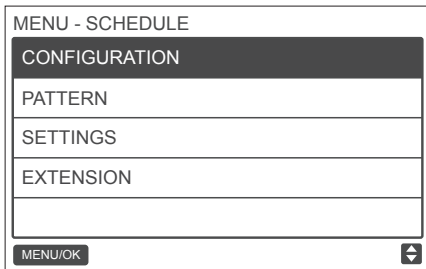 MENU - SCHEDULE
CONFIGURATION
PATTERN
SETTINGS
EXTENSION
MENU/OK